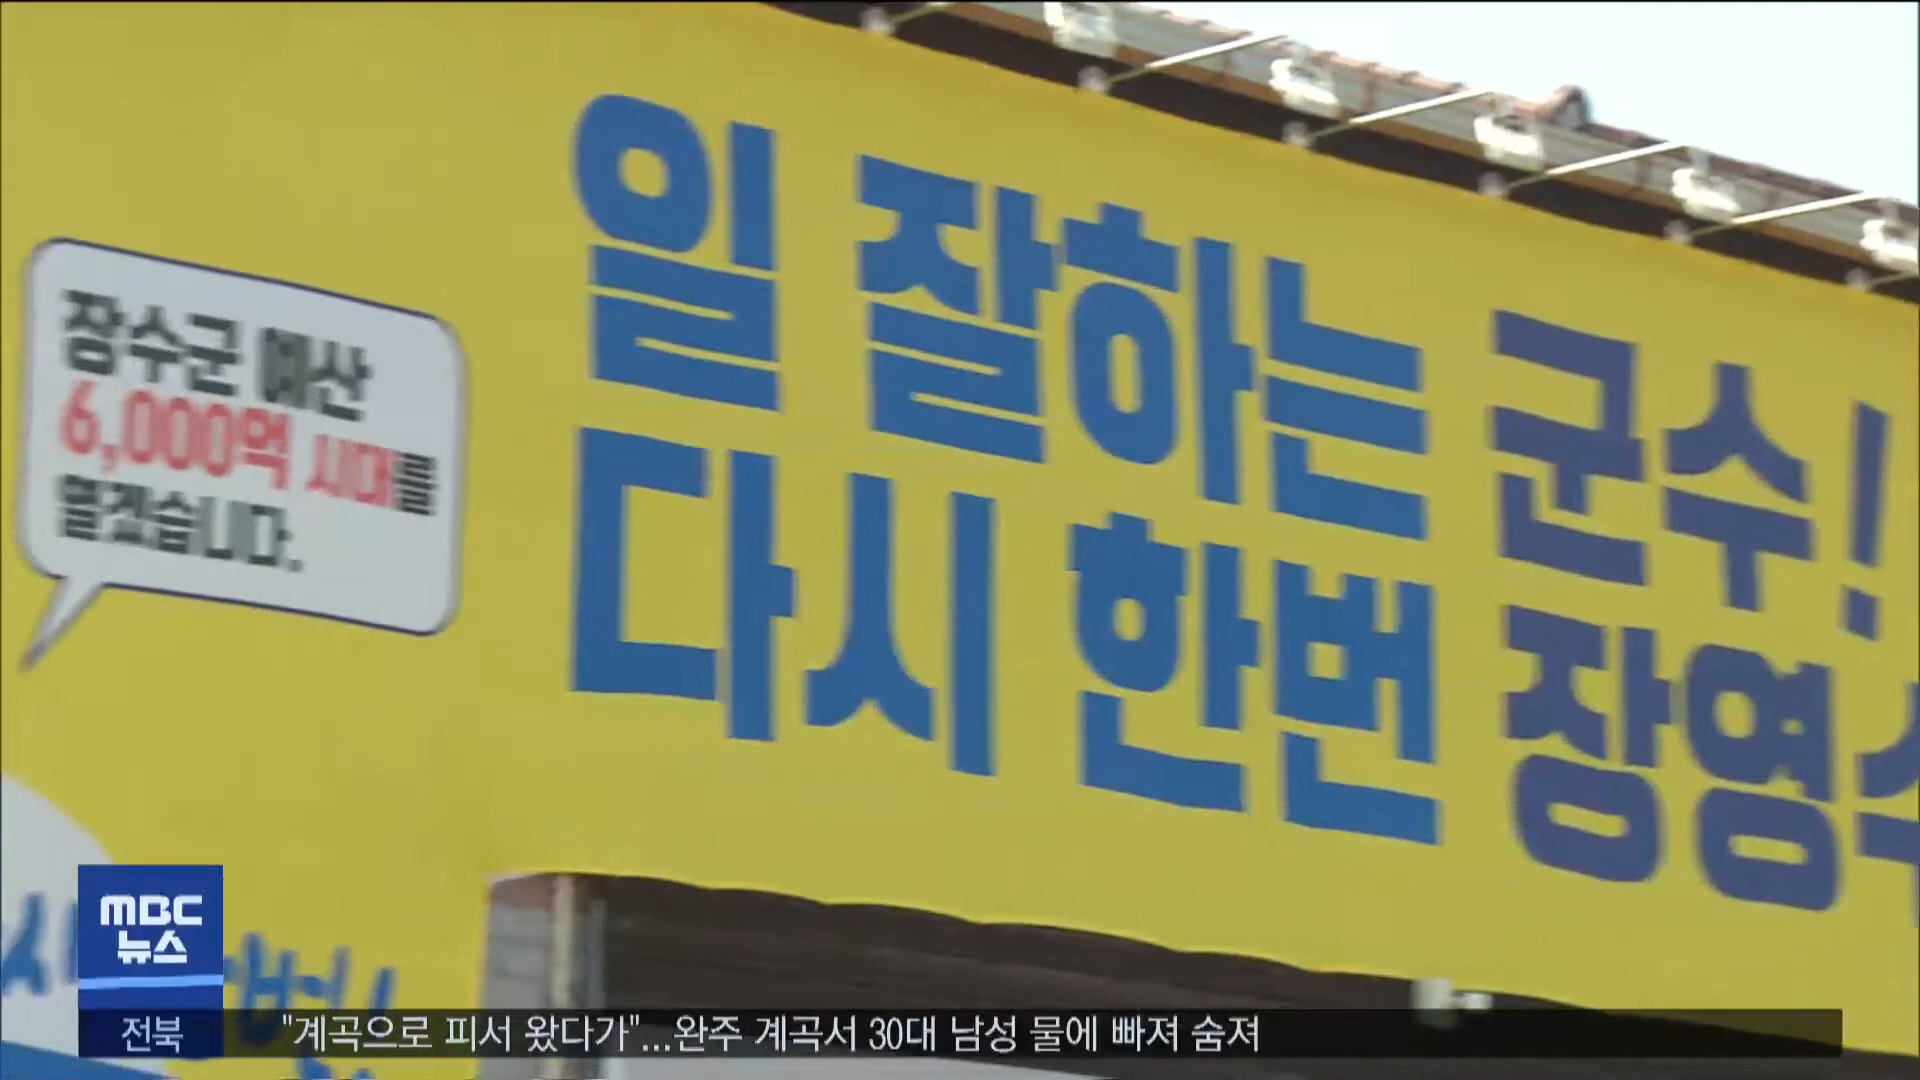 일 잘하는 군수!
다시 한번 장영수
장수군 예산
6,000억 시대를
열겠습니다.
MBC
뉴스
전북
"계곡으로 피서 왔다가"...완주 계곡서 30대 남성 물에 빠져 숨져